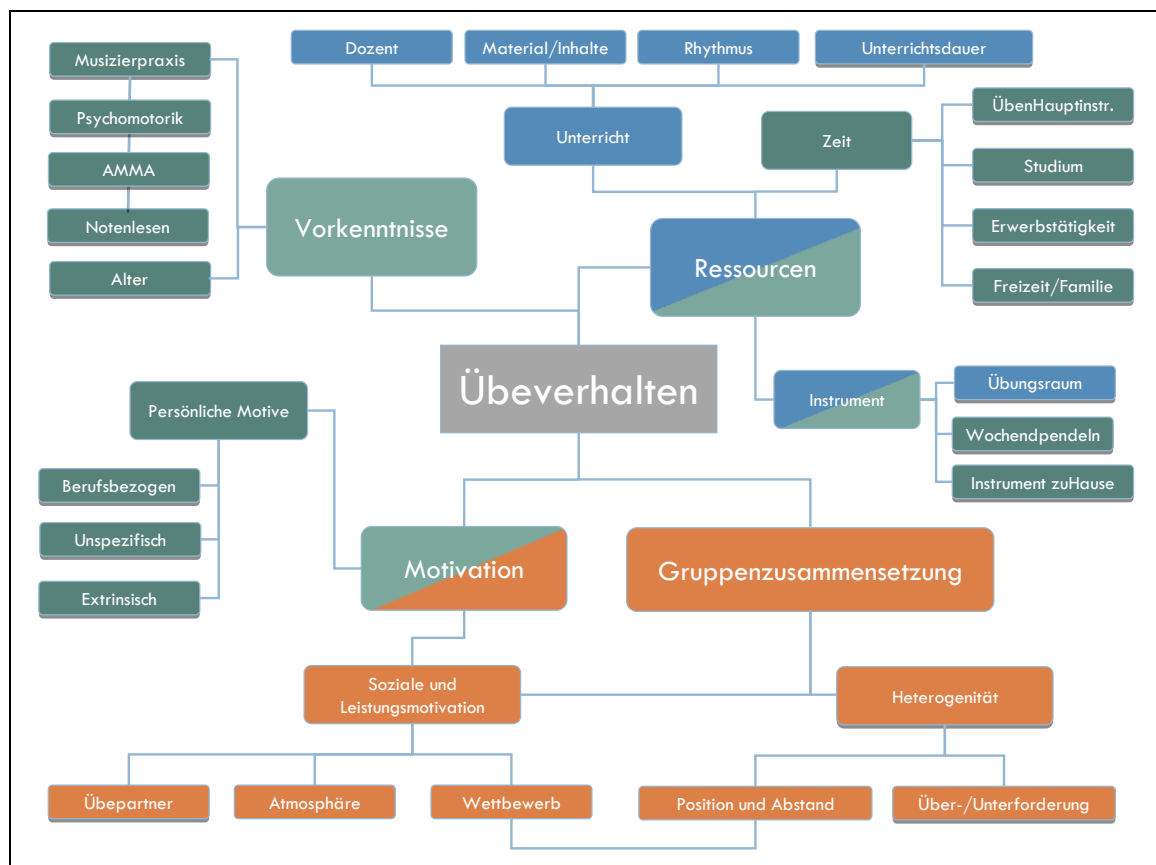 Dozent
Material/Inhalte
Rhythmus
Unterrichtsdauer
Musizierpraxis
Psychomotorik
AMMA
Notenlesen
Alter
Vorkenntnisse
Unterricht
Zeit
ÜbenHauptinstr.
Studium
Erwerbstätigkeit
Freizeit/Familie
Ressourcen
Übeverhalten
Instrument
Übungsraum
Wochendpendeln
Instrument zuHause
Persönliche Motive
Berufsbezogen
Unspezifisch
Extrinsisch
Motivation
Gruppenzusammensetzung
Soziale und
Leistungsmotivation
Heterogenität
Übepartner
Atmosphäre
Wettbewerb
Position und Abstand
Über-/Unterforderung